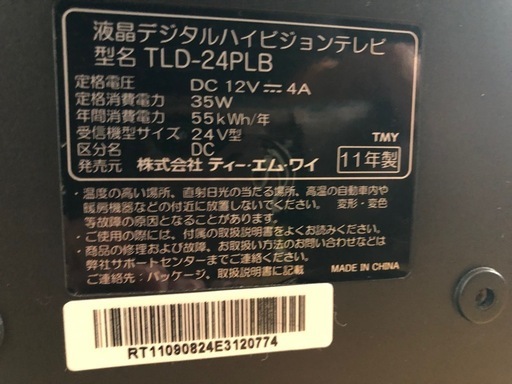 液晶デジタルハイビジョンテレビ
型名 TLD-24PLB
定格電圧 DC 12V⎓4A
定格消費電力 35W
年間消費電力 55kWh/年
受信機型サイズ 24V型
区分名 DC
TMY
発売元 株式会社 ティー・エム・ワイ 11年製
・温度の高い場所、直射日光の当たる場所、高温の自動車内や
暖房機器などの付近に放置しないでください。 変形・変色
等故障の原因となることがあります。
・ご使用の際には、付属の取扱説明書をよくお読みください。
・商品の修理および故障、お取り扱い方法のお問い合わせなどは
弊社サポートセンターまでご連絡ください。
ご連絡先:パッケージ、取扱説明書に記載
MADE IN CHINA
RT11090824E3120774